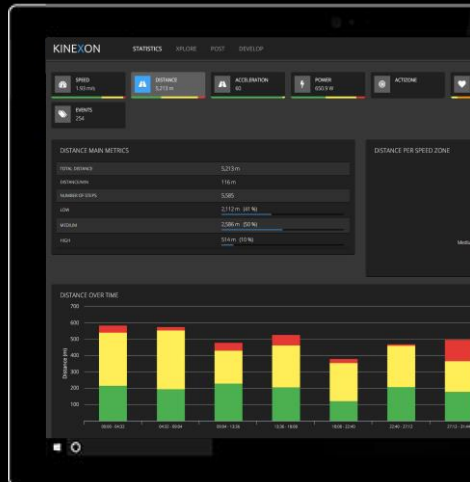 KINEXON STATISTICS XPLORE POST DEVELOP
SPEED
1.93 m/s
DISTANCE
5,213 m
ACCELERATION
60
POWER
650.9 W
ACTIZONE
EVENTS
254
DISTANCE MAIN METRICS
TOTAL DISTANCE 5,213 m
DISTANCE/MIN 116 m
NUMBER OF STEPS 5,585
LOW 2,112 m (41 %)
MEDIUM 2,586 m (50 %)
HIGH 514 m (10 %)
DISTANCE PER SPEED ZONE
DISTANCE OVER TIME
Distance (m)
700
600
500
400
300
200
100